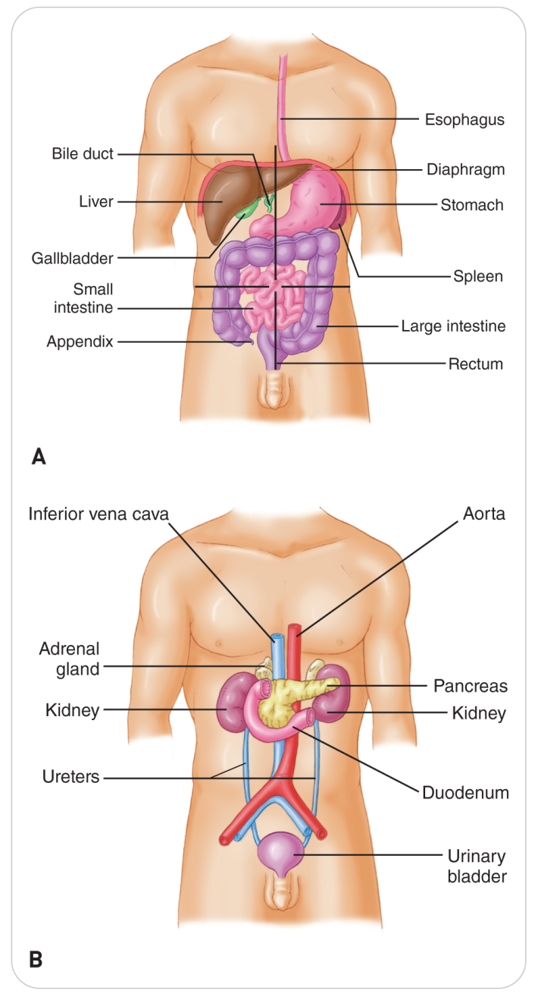 Esophagus
Bile duct
Diaphragm
Liver
Stomach
Gallbladder
Spleen
Small
intestine
Large intestine
Appendix
Rectum
A
Inferior vena cava
Aorta
Adrenal
gland
Pancreas
Kidney
Kidney
Ureters
Duodenum
Urinary
bladder
B